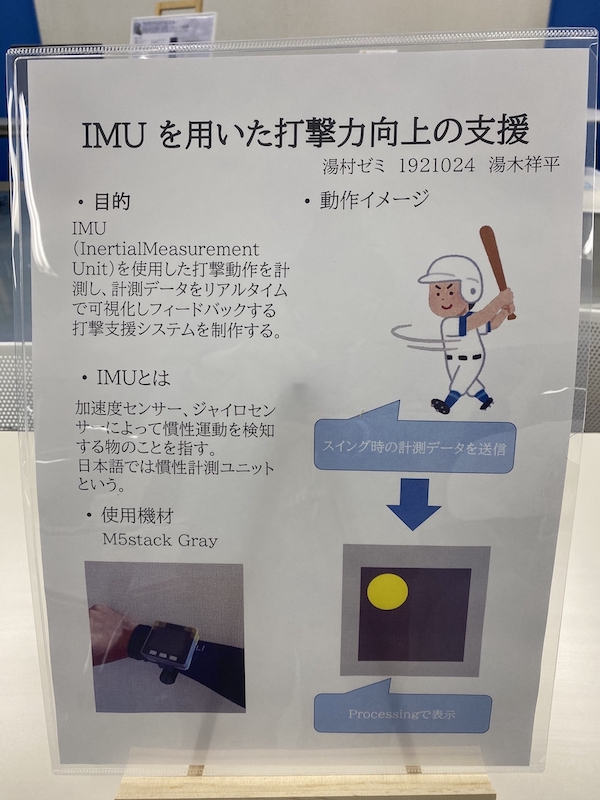 IMU を用いた打撃力向上の支援
湯村ゼミ 1921024 湯木祥平
・目的
IMU
（InertialMeasurement
Unit）を使用した打撃動作を計
測し、計測データをリアルタイム
で可視化しフィードバックする
打撃支援システムを制作する。
・IMUとは
加速度センサー、ジャイロセン
サーによって慣性運動を検知
する物のことを指す。
日本語では慣性計測ユニット
という。
・使用機材
M5stack Gray
・動作イメージ
スイング時の計測データを送信
Processingで表示